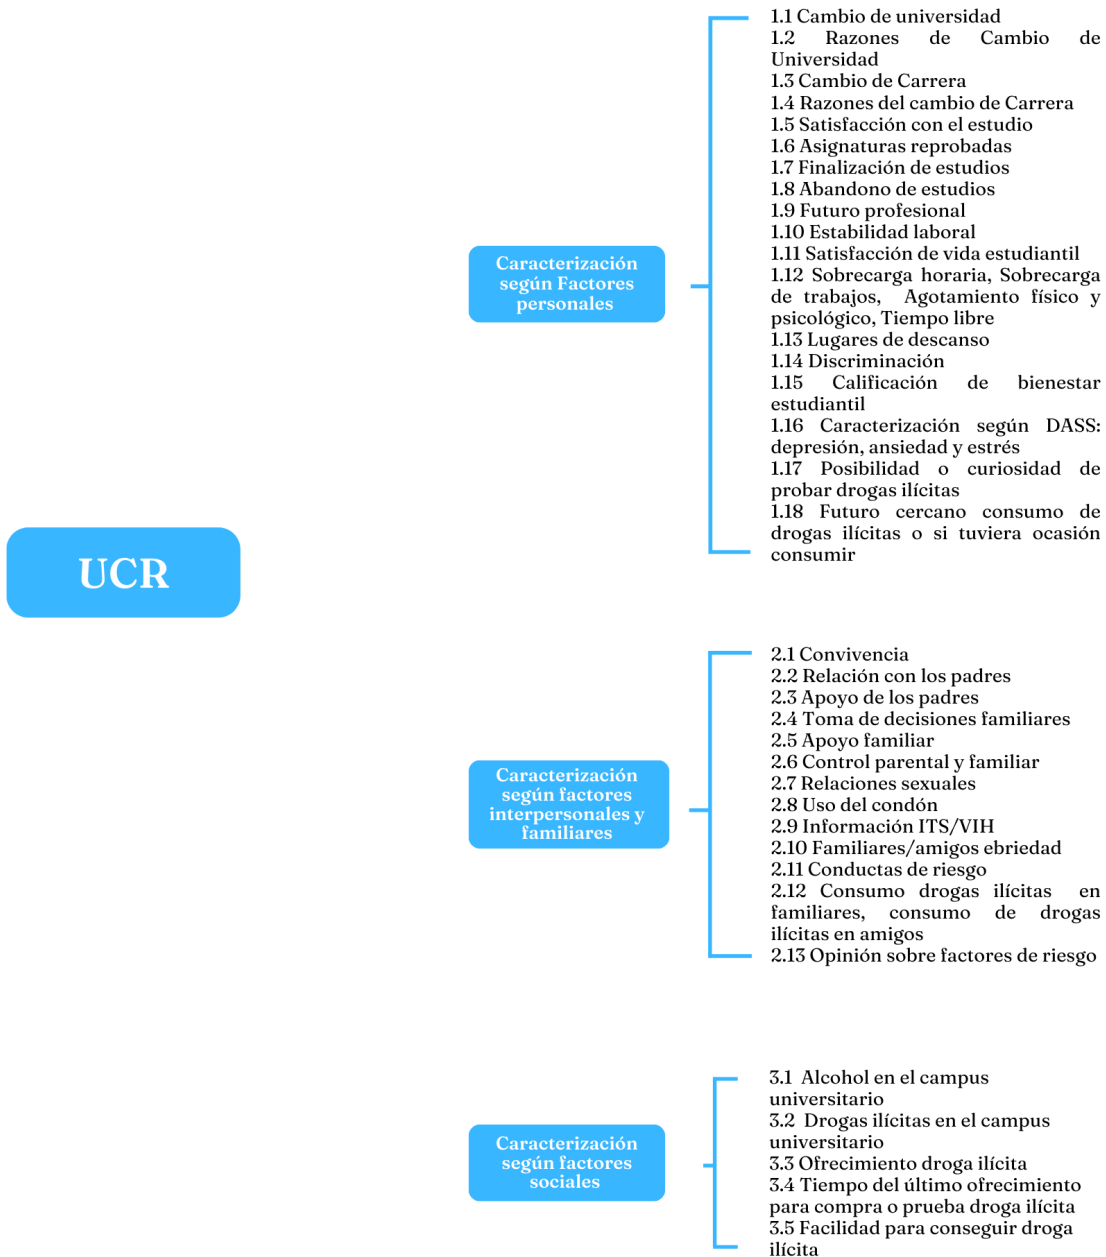 UCR
Caracterización
según Factores
personales
1.1 Cambio de universidad
1.2 Razones de Cambio de
Universidad
1.3 Cambio de Carrera
1.4 Razones del cambio de Carrera
1.5 Satisfacción con el estudio
1.6 Asignaturas reprobadas
1.7 Finalización de estudios
1.8 Abandono de estudios
1.9 Futuro profesional
1.10 Estabilidad laboral
1.11 Satisfacción de vida estudiantil
1.12 Sobrecarga horaria, Sobrecarga
de trabajos, Agotamiento físico y
psicológico, Tiempo libre
1.13 Lugares de descanso
1.14 Discriminación
1.15 Calificación de bienestar
estudiantil
1.16 Caracterización según DASS:
depresión, ansiedad y estrés
1.17 Posibilidad o curiosidad de
probar drogas ilícitas
1.18 Futuro cercano consumo de
drogas ilícitas o si tuviera ocasión
consumir
Caracterización
según factores
interpersonales y
familiares
2.1 Convivencia
2.2 Relación con los padres
2.3 Apoyo de los padres
2.4 Toma de decisiones familiares
2.5 Apoyo familiar
2.6 Control parental y familiar
2.7 Relaciones sexuales
2.8 Uso del condón
2.9 Información ITS/VIH
2.10 Familiares/amigos ebriedad
2.11 Conductas de riesgo
2.12 Consumo drogas ilícitas en
familiares, consumo de drogas
ilícitas en amigos
2.13 Opinión sobre factores de riesgo
Caracterización
según factores
sociales
3.1 Alcohol en el campus
universitario
3.2 Drogas ilícitas en el campus
universitario
3.3 Ofrecimiento droga ilícita
3.4 Tiempo del último ofrecimiento
para compra o prueba droga ilícita
3.5 Facilidad para conseguir droga
ilícita